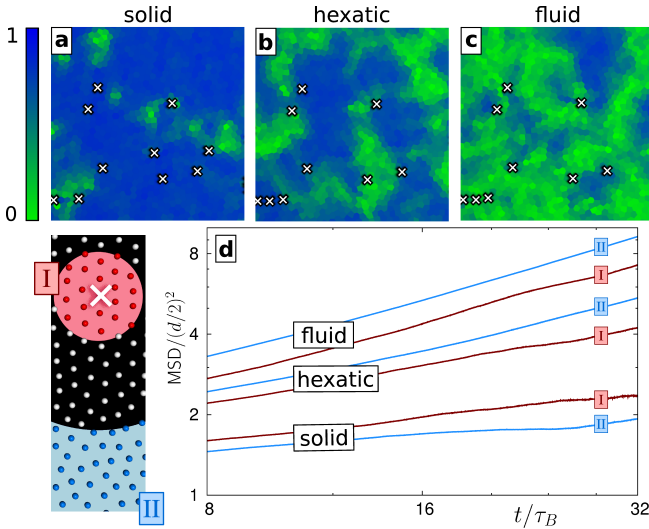 solid hexatic fluid
1 a b c
0
I
II
d
MSD/(d/2)²
8
4
2
1
fluid
hexatic
solid
II
I
II
I
I
II
8 16 t/τ_B 32